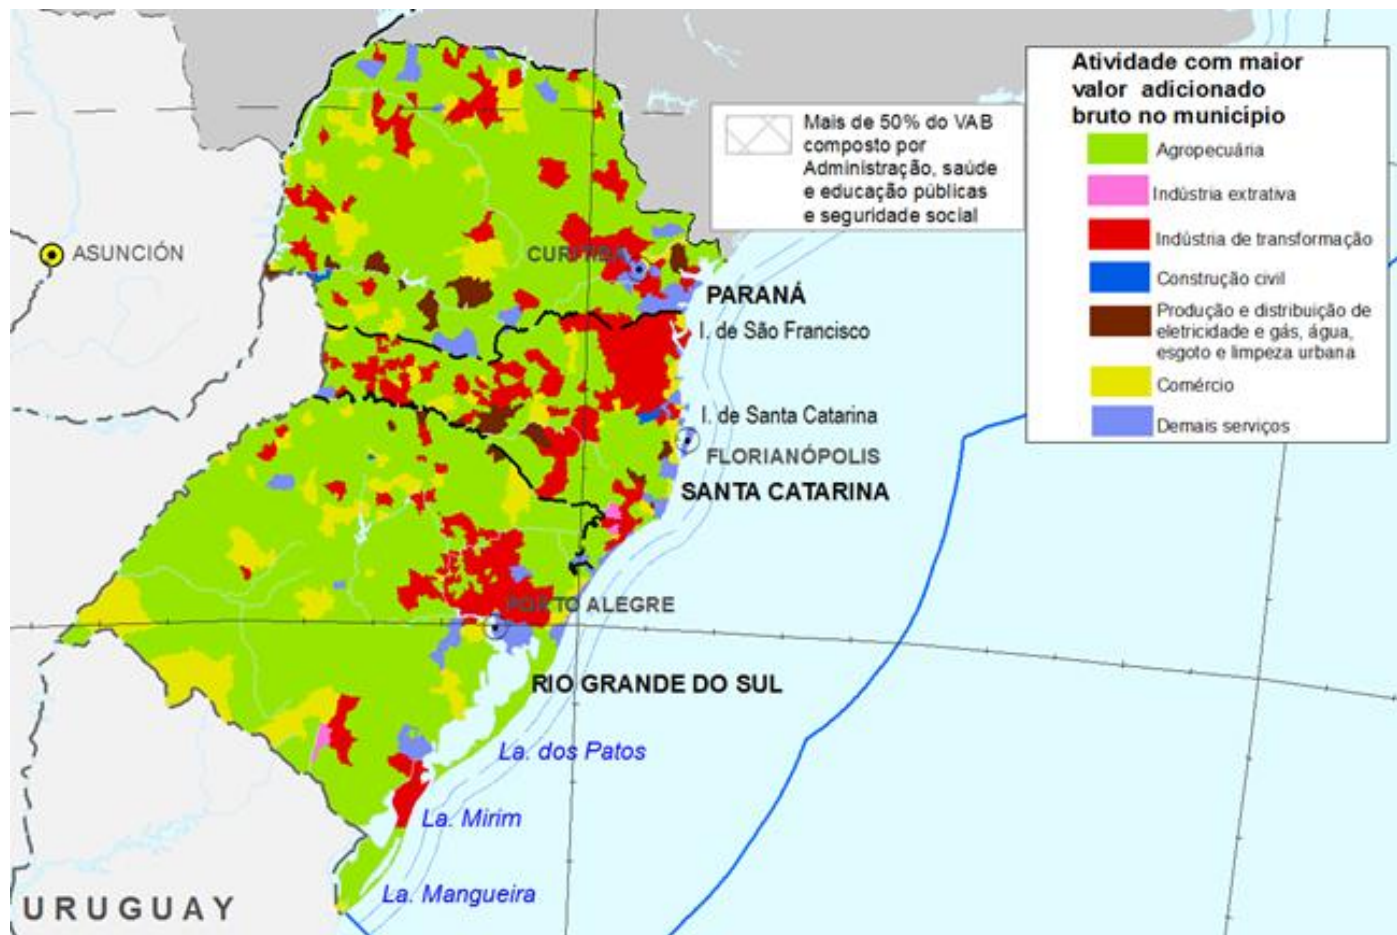 Atividade com maior
valor adicionado
bruto no município
Agropecuária
Indústria extrativa
Indústria de transformação
Construção civil
Produção e distribuição de
eletricidade e gás, água,
esgoto e limpeza urbana
Comércio
Demais serviços
Mais de 50% do VAB
composto por
Administração, saúde
e educação públicas
e seguridade social
ASUNCIÓN
CURITIBA
PARANÁ
I. de São Francisco
I. de Santa Catarina
FLORIANÓPOLIS
SANTA CATARINA
PORTO ALEGRE
RIO GRANDE DO SUL
La. dos Patos
La. Mirim
La. Mangueira
URUGUAY